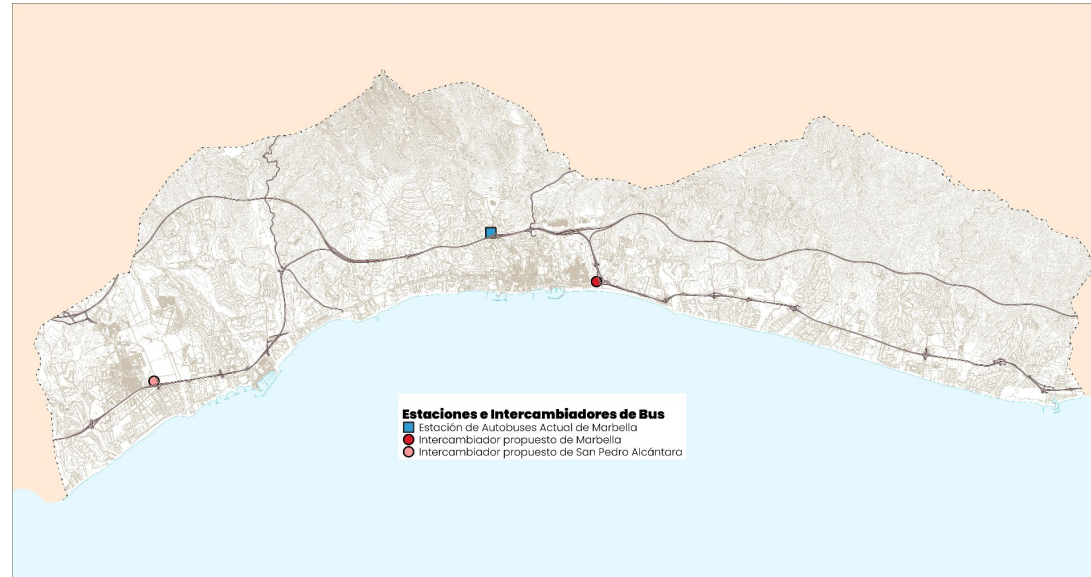 Estaciones e Intercambiadores de Bus
Estación de Autobuses Actual de Marbella
Intercambiador propuesto de Marbella
Intercambiador propuesto de San Pedro Alcántara